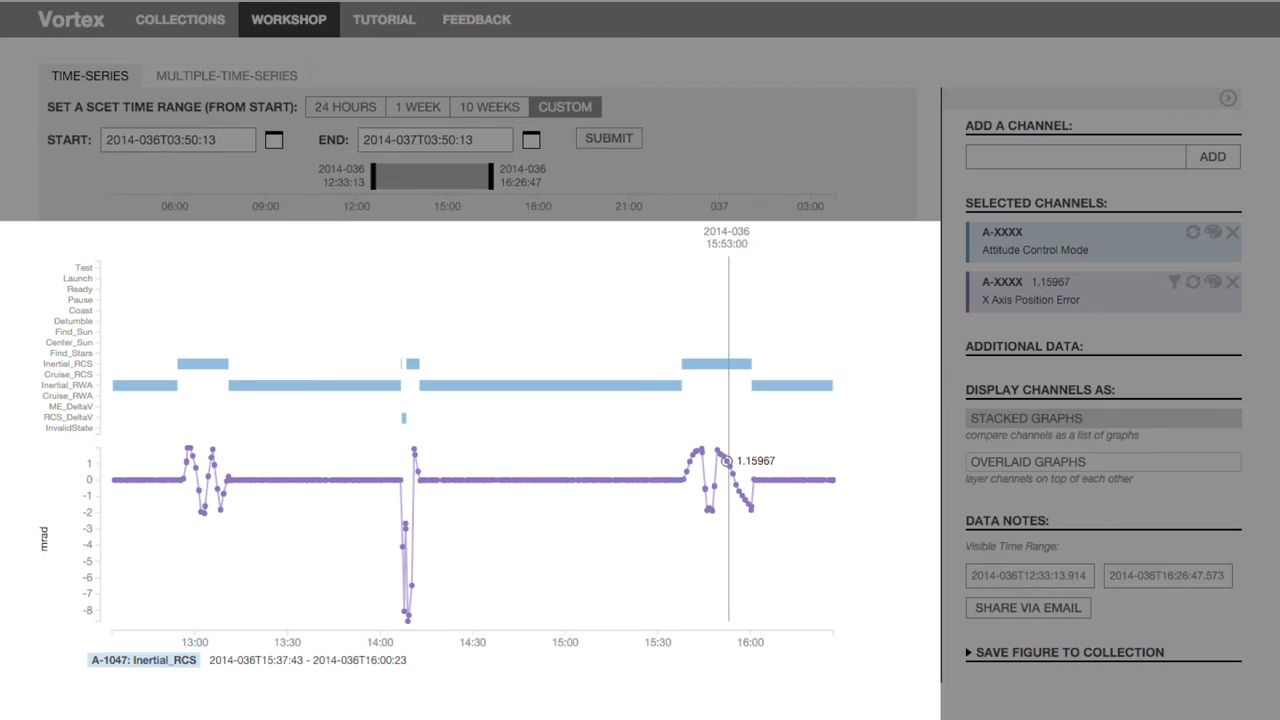 Vortex COLLECTIONS WORKSHOP TUTORIAL FEEDBACK
TIME-SERIES MULTIPLE-TIME-SERIES
SET A SCET TIME RANGE (FROM START): 24 HOURS 1 WEEK 10 WEEKS CUSTOM
START: 2014-036T03:50:13 END: 2014-037T03:50:13 SUBMIT
2014-036
12:33:13
2014-036
16:26:47
06:00 09:00 12:00 15:00 18:00 21:00 037 03:00
2014-036
15:53:00
Test
Launch
Ready
Pause
Coast
Detumble
Find_Sun
Center_Sun
Find_Stars
Inertial_RCS
Cruise_RCS
Inertial_RWA
Cruise_RWA
ME_DeltaV
RCS_DeltaV
InvalidState
1
0
-1
-2
-3
-4
-5
-6
-7
-8
mrad
1.15967
13:00 13:30 14:00 14:30 15:00 15:30 16:00
A-1047: Inertial_RCS 2014-036T15:37:43 - 2014-036T16:00:23
ADD A CHANNEL:
ADD
SELECTED CHANNELS:
A-XXXX
Attitude Control Mode
A-XXXX 1.15967
X Axis Position Error
ADDITIONAL DATA:
DISPLAY CHANNELS AS:
STACKED GRAPHS
compare channels as a list of graphs
OVERLAID GRAPHS
layer channels on top of each other
DATA NOTES:
Visible Time Range:
2014-036T12:33:13.914 2014-036T16:26:47.573
SHARE VIA EMAIL
SAVE FIGURE TO COLLECTION